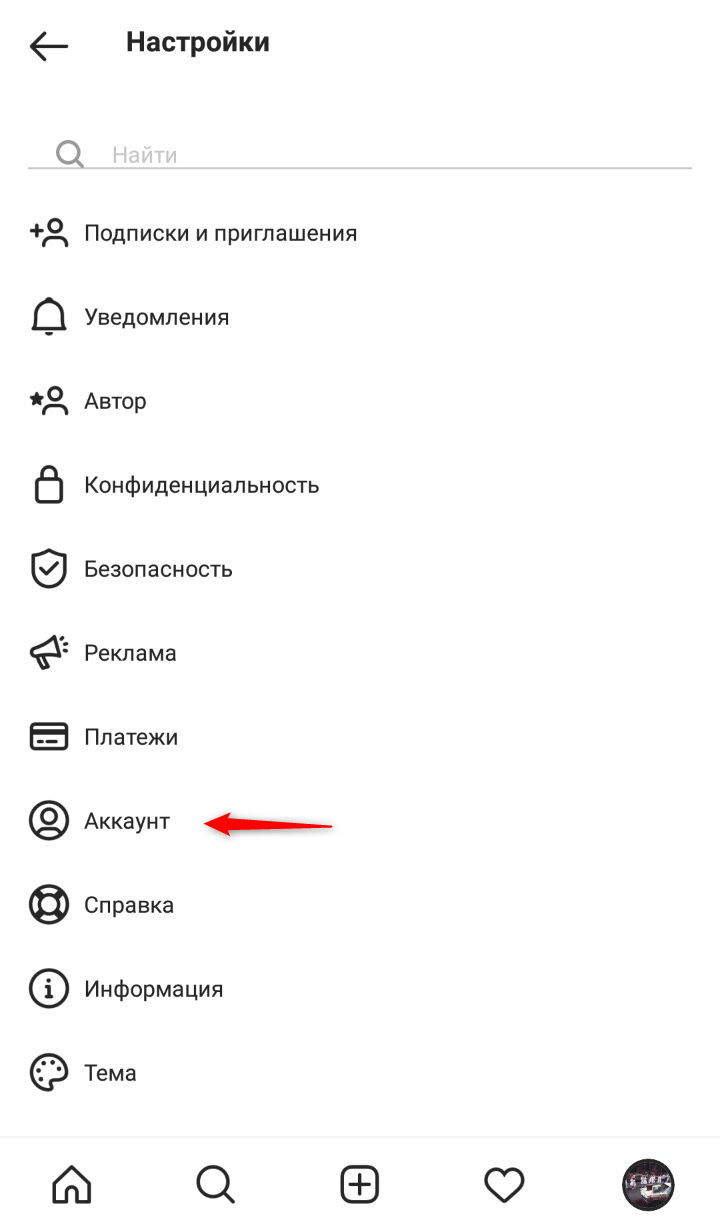 Настройки
Найти
Подписки и приглашения
Уведомления
Автор
Конфиденциальность
Безопасность
Реклама
Платежи
Аккаунт
Справка
Информация
Тема